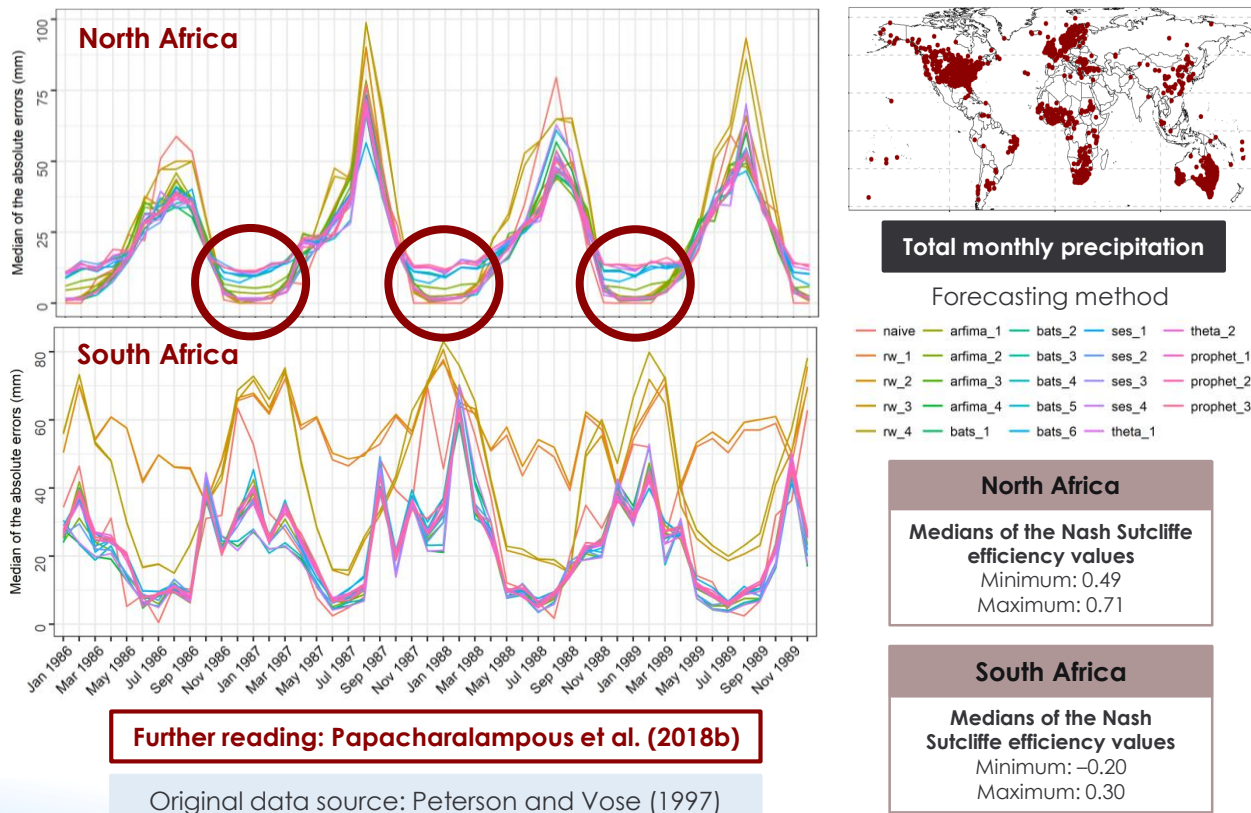 North Africa
Median of the absolute errors (mm)
100
75
50
25
0
South Africa
Median of the absolute errors (mm)
80
60
40
20
0
Jan 1986
Mar 1986
May 1986
Jul 1986
Sep 1986
Nov 1986
Jan 1987
Mar 1987
May 1987
Jul 1987
Sep 1987
Nov 1987
Jan 1988
Mar 1988
May 1988
Jul 1988
Sep 1988
Nov 1988
Jan 1989
Mar 1989
May 1989
Jul 1989
Sep 1989
Nov 1989
Further reading: Papacharalampous et al. (2018b)
Original data source: Peterson and Vose (1997)
Total monthly precipitation
Forecasting method
naive arfima_1 bats_2 ses_1 theta_2
rw_1 arfima_2 bats_3 ses_2 prophet_1
rw_2 arfima_3 bats_4 ses_3 prophet_2
rw_3 arfima_4 bats_5 ses_4 prophet_3
rw_4 bats_1 bats_6 theta_1
North Africa
Medians of the Nash Sutcliffe
efficiency values
Minimum: 0.49
Maximum: 0.71
South Africa
Medians of the Nash
Sutcliffe efficiency values
Minimum: –0.20
Maximum: 0.30